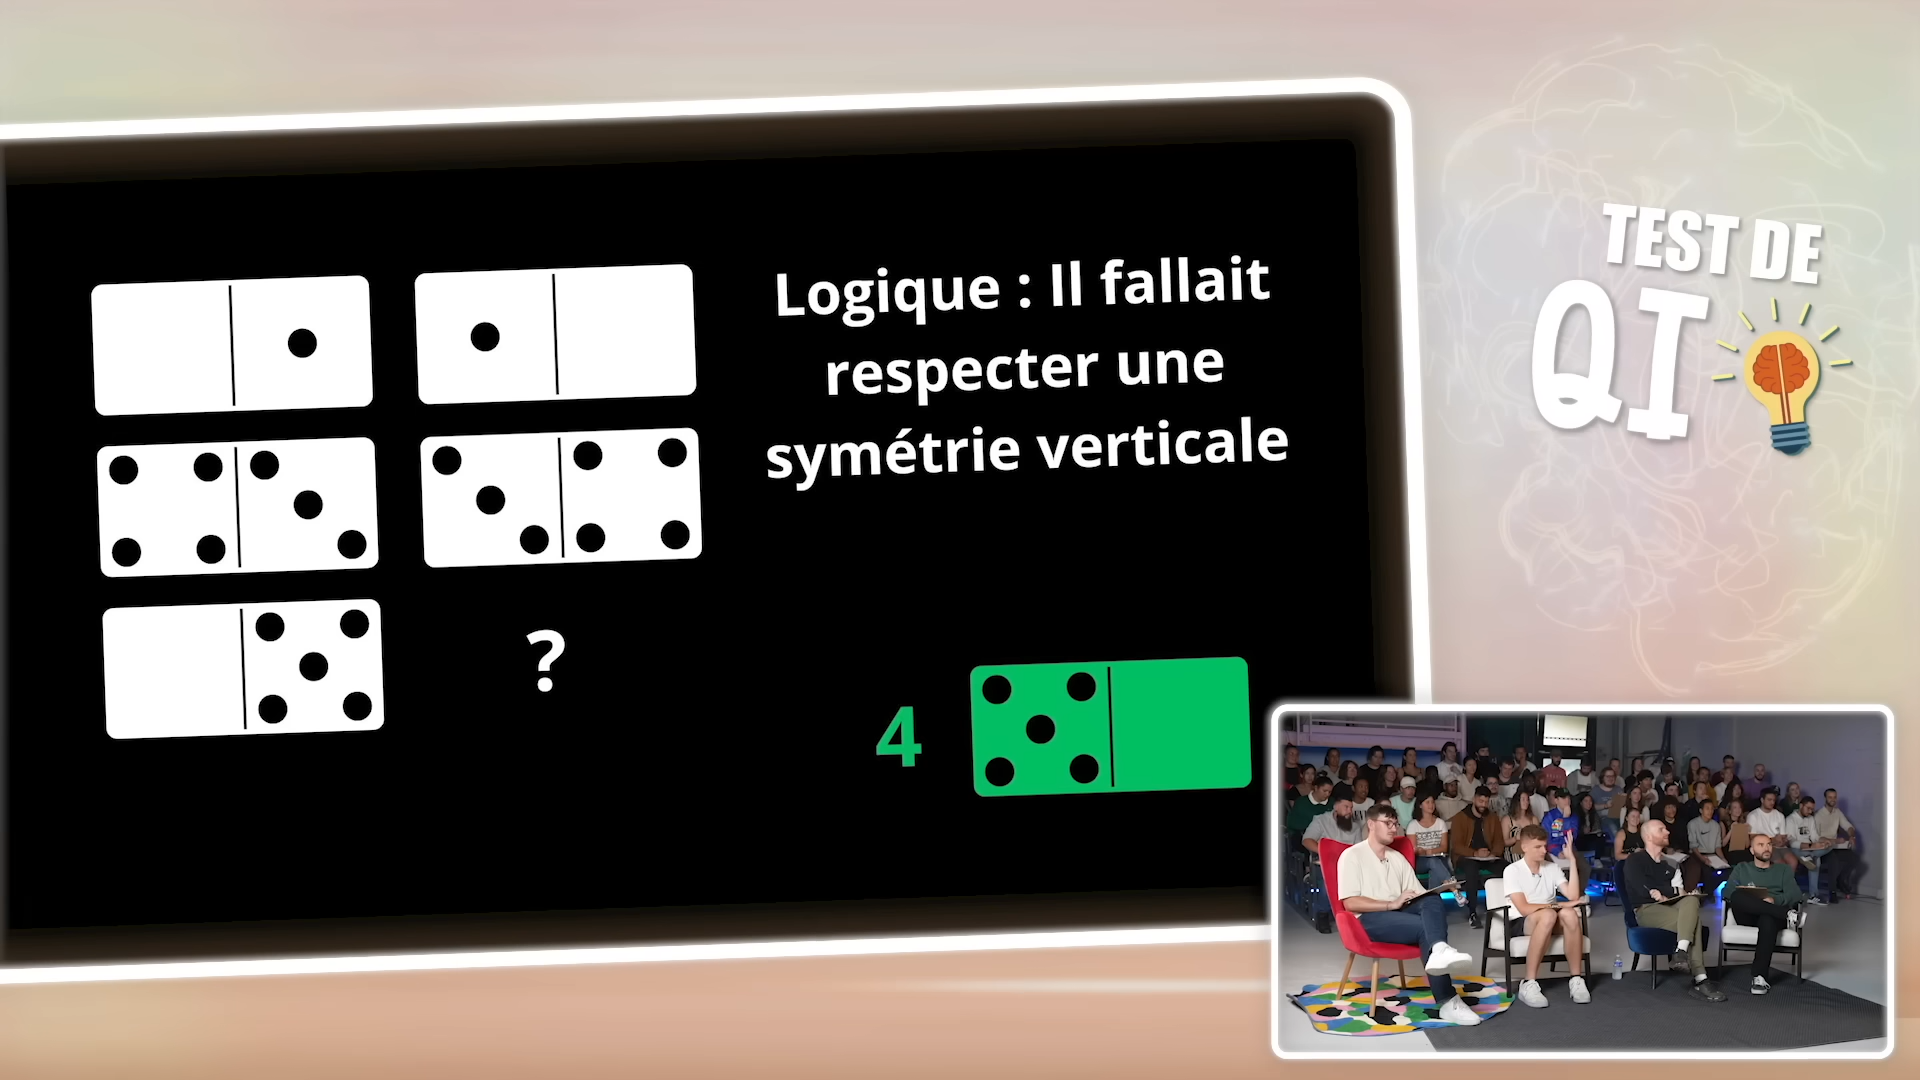 Logique : Il fallait
respecter une
symétrie verticale
?
4
TEST DE
QI